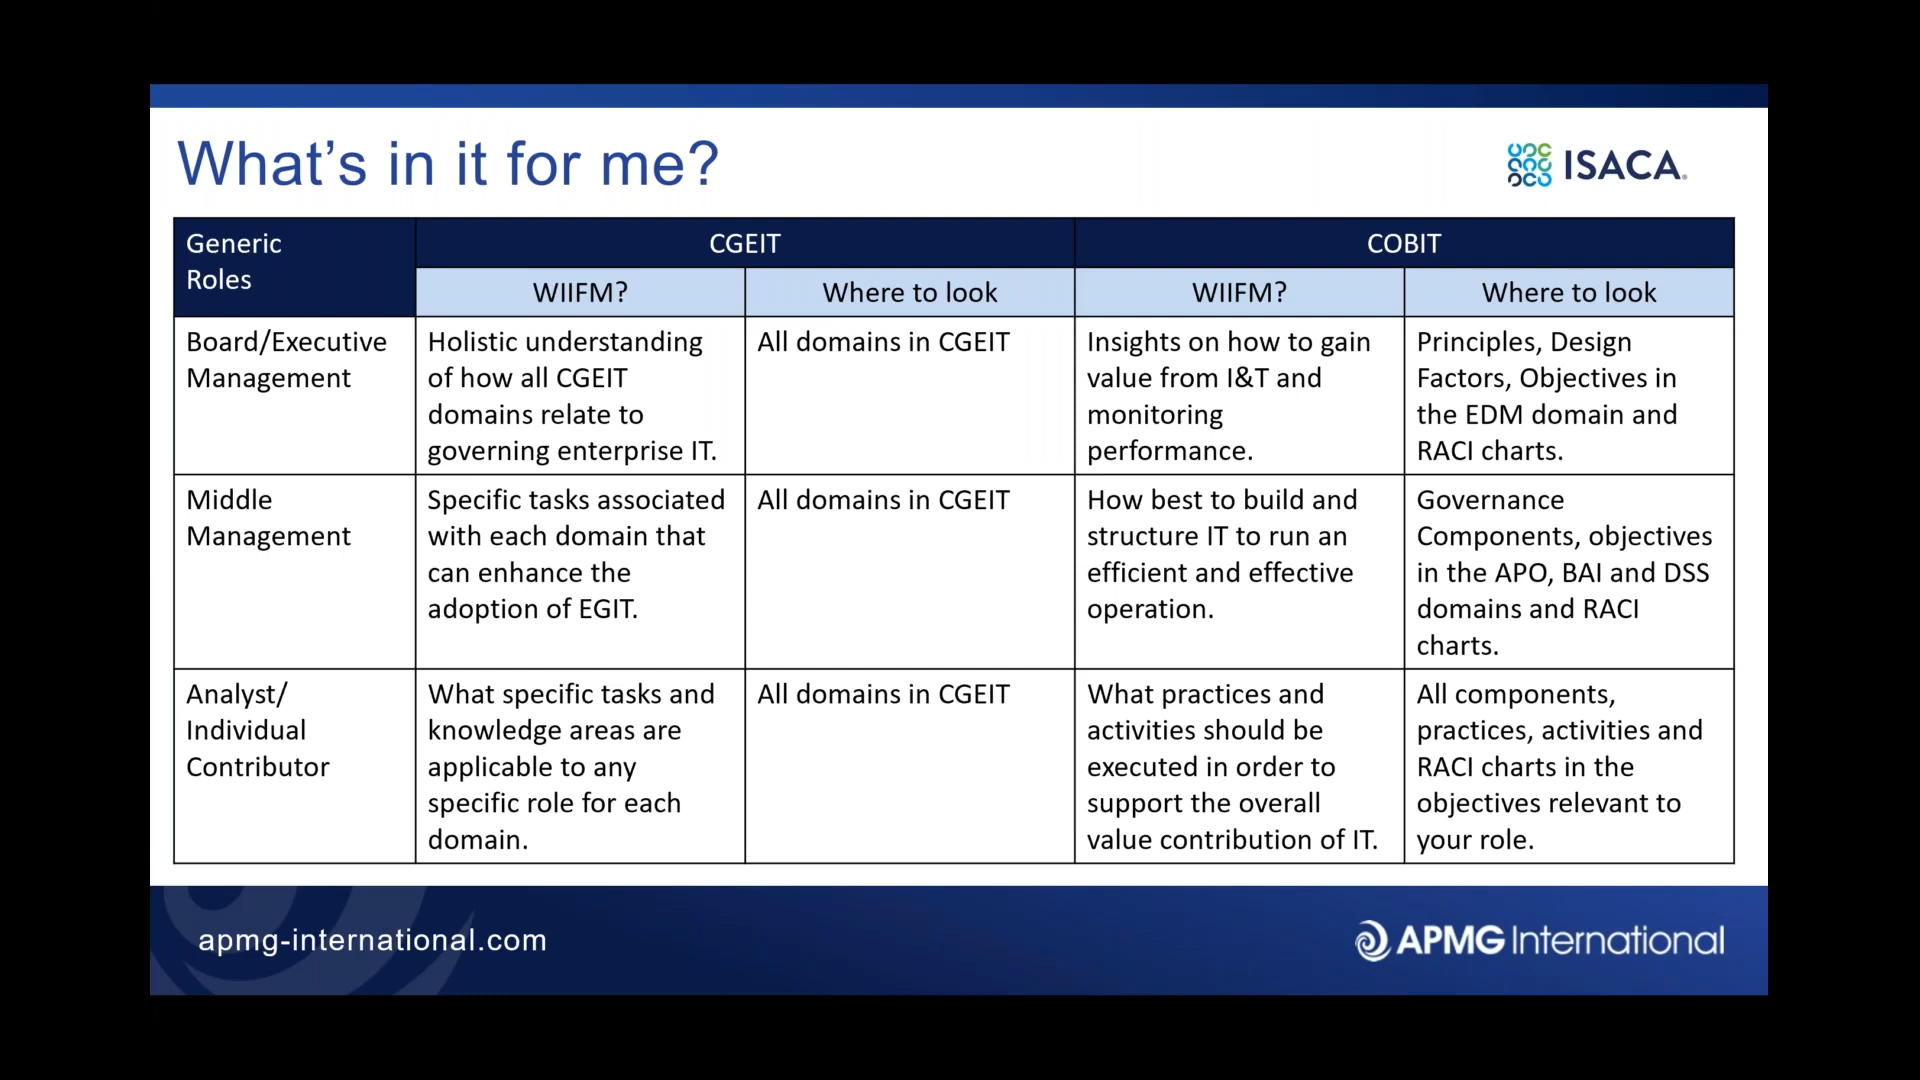 What's in it for me?
ISACA®
Generic
Roles
CGEIT
COBIT
WIIFM?
Where to look
WIIFM?
Where to look
Board/Executive
Management
Holistic understanding
of how all CGEIT
domains relate to
governing enterprise IT.
All domains in CGEIT
Insights on how to gain
value from I&T and
monitoring
performance.
Principles, Design
Factors, Objectives in
the EDM domain and
RACI charts.
Middle
Management
Specific tasks associated
with each domain that
can enhance the
adoption of EGIT.
All domains in CGEIT
How best to build and
structure IT to run an
efficient and effective
operation.
Governance
Components, objectives
in the APO, BAI and DSS
domains and RACI
charts.
Analyst/
Individual
Contributor
What specific tasks and
knowledge areas are
applicable to any
specific role for each
domain.
All domains in CGEIT
What practices and
activities should be
executed in order to
support the overall
value contribution of IT.
All components,
practices, activities and
RACI charts in the
objectives relevant to
your role.
apmg-international.com
APMG International